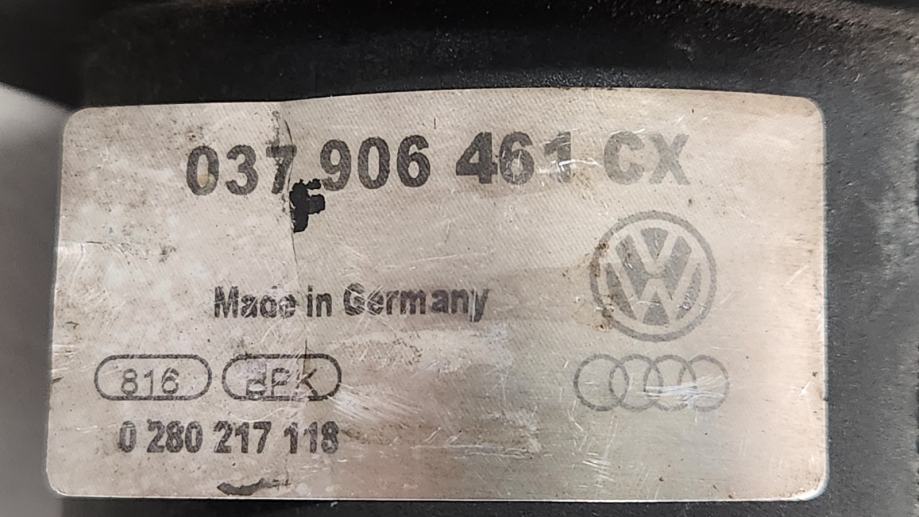 037 906 461 CX
Made in Germany
816
0 280 217 118